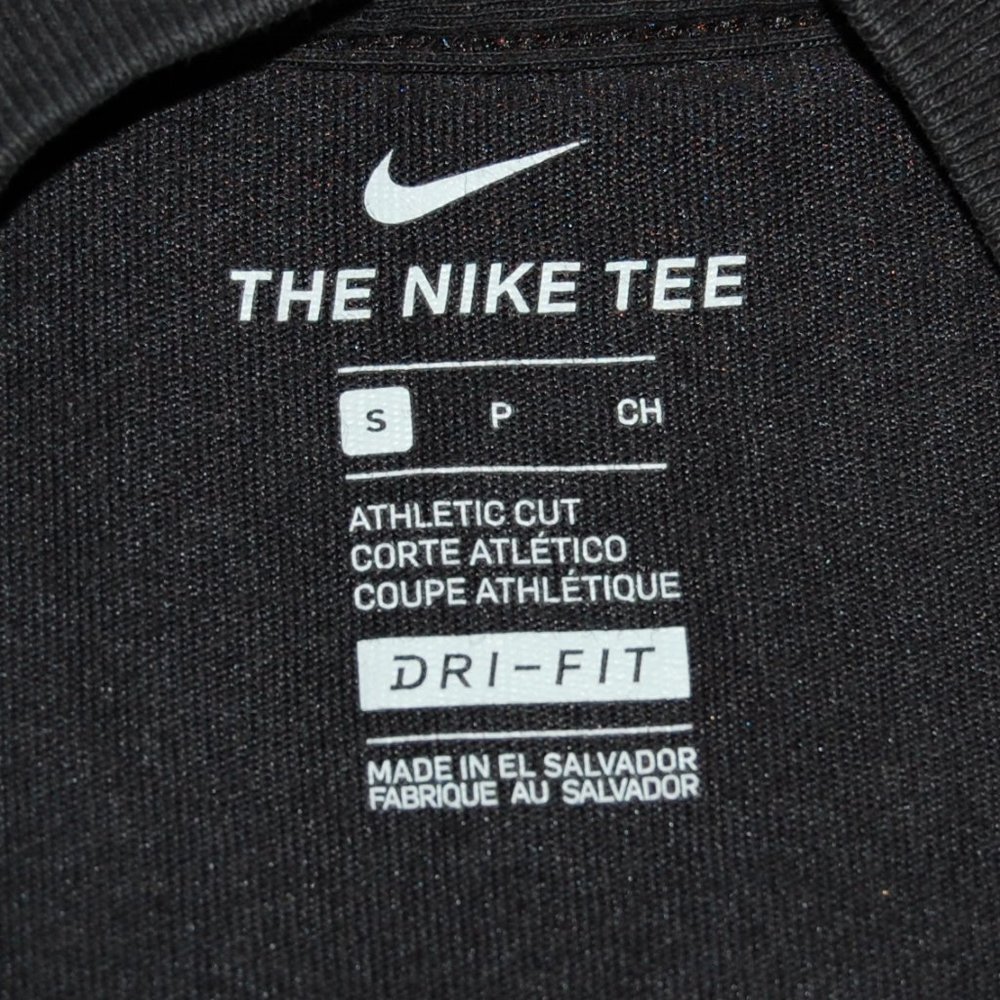 THE NIKE TEE
S P CH
ATHLETIC CUT
CORTE ATLÉTICO
COUPE ATHLÉTIQUE
DRI-FIT
MADE IN EL SALVADOR
FABRIQUE AU SALVADOR